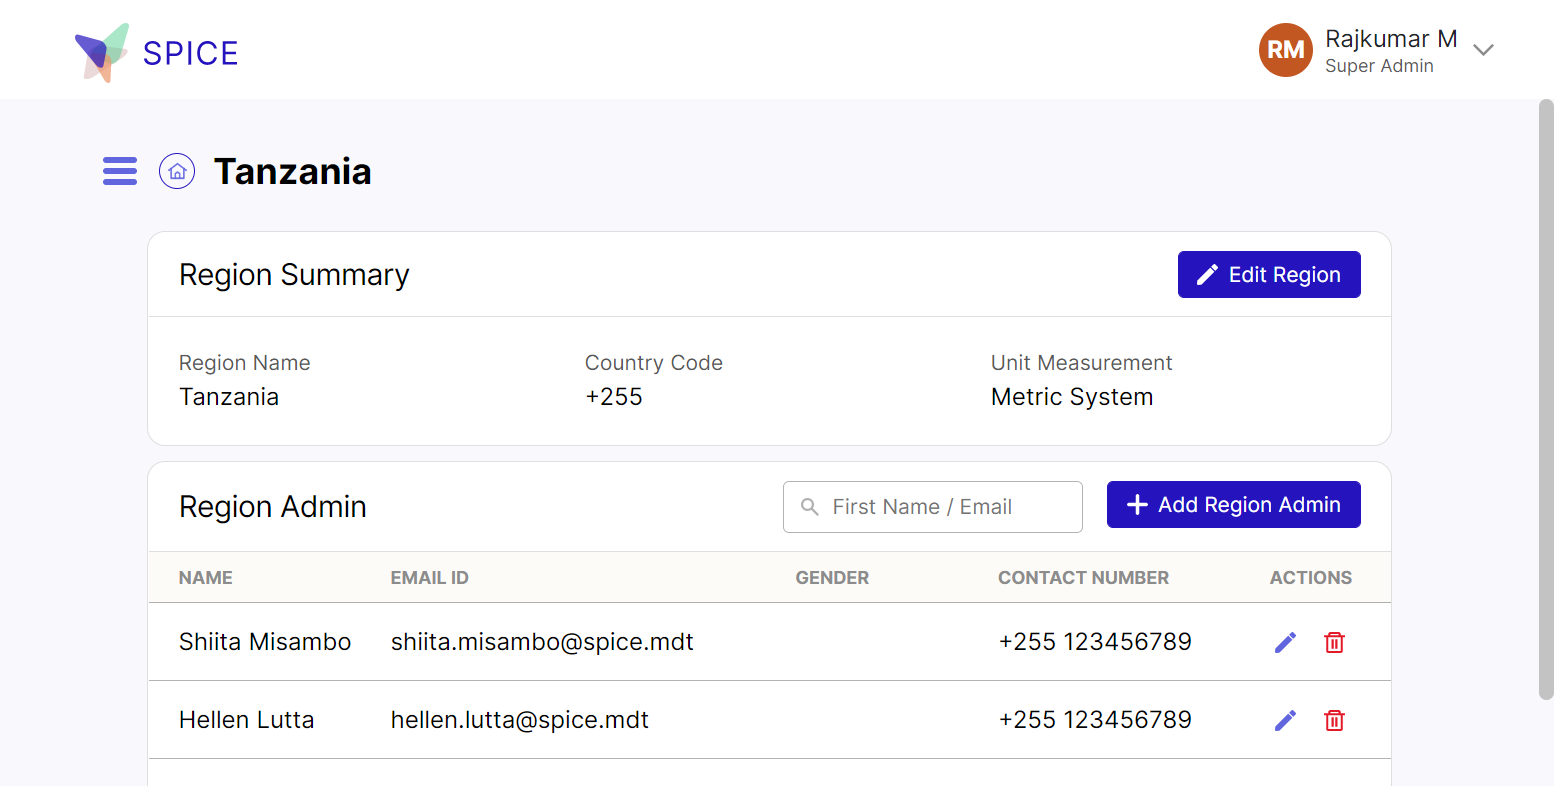 SPICE
RM
Rajkumar M
Super Admin
Tanzania
Region Summary
Edit Region
Region Name
Country Code
Unit Measurement
Tanzania
+255
Metric System
Region Admin
First Name / Email
Add Region Admin
NAME EMAIL ID GENDER CONTACT NUMBER ACTIONS
Shiita Misambo shiita.misambo@spice.mdt +255 123456789
Hellen Lutta hellen.lutta@spice.mdt +255 123456789